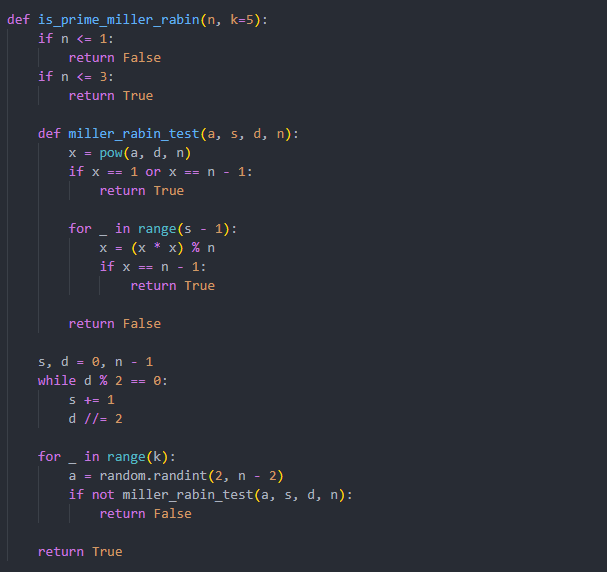 def is_prime_miller_rabin(n, k=5):
    if n <= 1:
        return False
    if n <= 3:
        return True

    def miller_rabin_test(a, s, d, n):
        x = pow(a, d, n)
        if x == 1 or x == n - 1:
            return True

        for _ in range(s - 1):
            x = (x * x) % n
            if x == n - 1:
                return True

        return False

    s, d = 0, n - 1
    while d % 2 == 0:
        s += 1
        d //= 2

    for _ in range(k):
        a = random.randint(2, n - 2)
        if not miller_rabin_test(a, s, d, n):
            return False

    return True